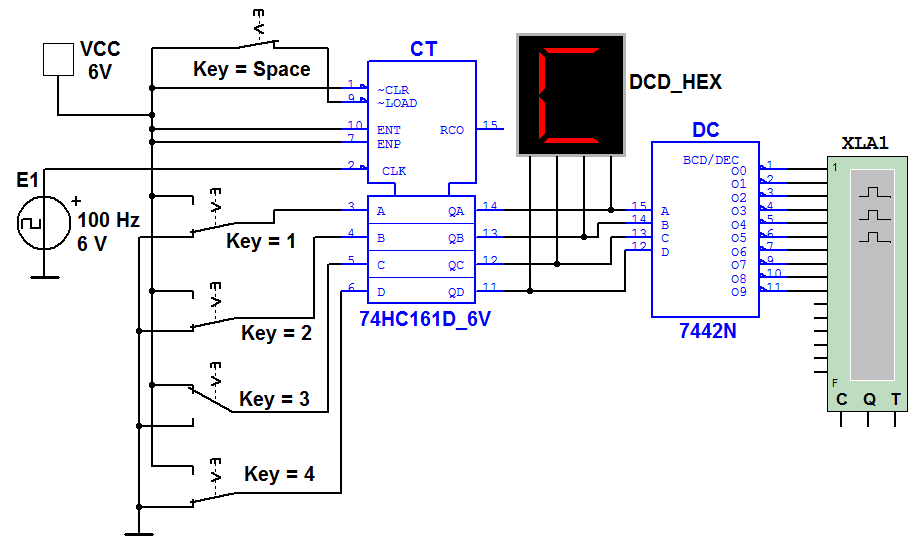 VCC
6V
Key = Space
CT
1
~CLR
9
~LOAD
10
ENT
RCO
15
7
ENP
2
CLK
DCD_HEX
DC
BCD/DEC
XLA1
E1
+
100 Hz
6 V
3
A
QA
14
4
B
QB
13
5
C
QC
12
6
D
QD
11
74HC161D_6V
Key = 1
Key = 2
Key = 3
Key = 4
15
A
14
B
13
C
12
D
O0
1
O1
2
O2
3
O3
4
O4
5
O5
6
O6
7
O7
9
O8
10
O9
11
7442N
1
F
C Q T